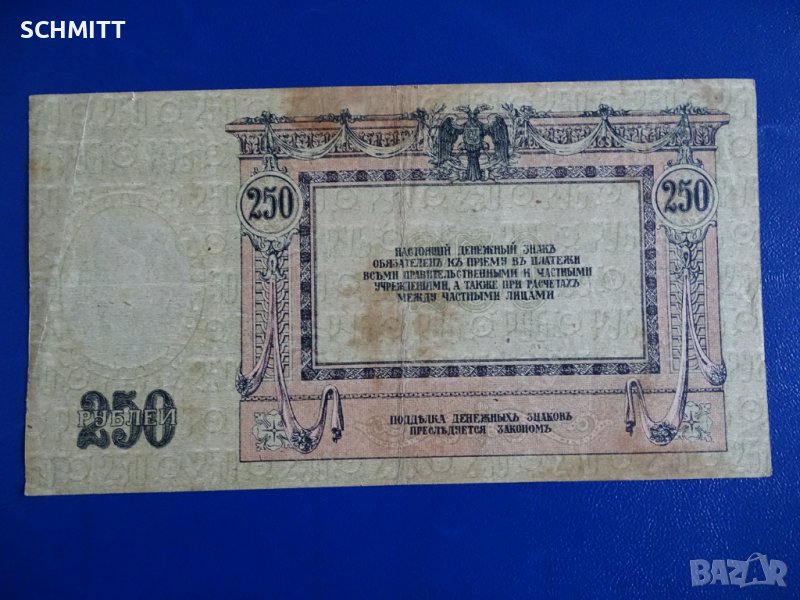 SCHMITT
250
250
НАСТОЯЩІЙ ДЕНЕЖНЫЙ ЗНАКЪ
ОБЯЗАТЕЛЕНЪ КЪ ПРІЕМУ ВЪ ПЛАТЕЖИ
ВСѢМИ ПРАВИТЕЛЬСТВЕННЫМИ И ЧАСТНЫМИ
УЧРЕЖДЕНІЯМИ, А ТАКЖЕ ПРИ РАСЧЕТАХЪ
МЕЖДУ ЧАСТНЫМИ ЛИЦАМИ
250
РУБЛЕЙ
ПОДДѢЛКА ДЕНЕЖНЫХЪ ЗНАКОВЪ
ПРЕСЛѢДУЕТСЯ ЗАКОНОМЪ
BAZAR